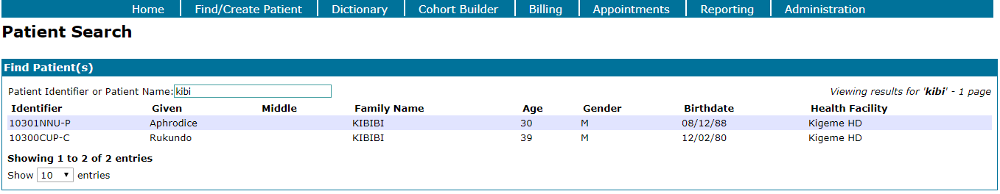 Home Find/Create Patient Dictionary Cohort Builder Billing Appointments Reporting Administration
Patient Search
Find Patient(s)
Patient Identifier or Patient Name: kibi Viewing results for 'kibi' - 1 page
Identifier Given Middle Family Name Age Gender Birthdate Health Facility
10301NNU-P Aphrodice KIBIBI 30 M 08/12/88 Kigeme HD
10300CUP-C Rukundo KIBIBI 39 M 12/02/80 Kigeme HD
Showing 1 to 2 of 2 entries
Show 10 entries